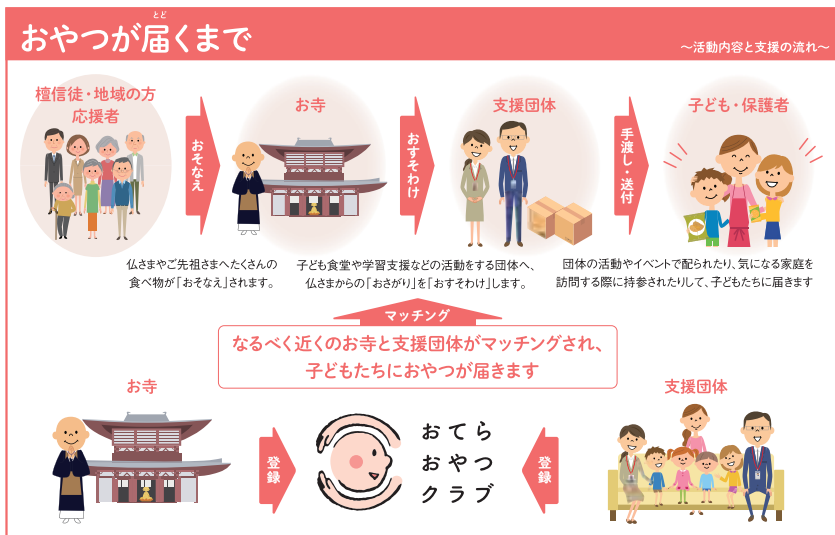 おやつが届くまで
とど
～活動内容と支援の流れ～
檀信徒・地域の方
応援者
おそなえ
お寺
おすそわけ
支援団体
手渡し・送付
子ども・保護者
仏さまやご先祖さまへたくさんの
食べ物が「おそなえ」されます。
子ども食堂や学習支援などの活動をする団体へ、
仏さまからの「おさがり」を「おすそわけ」します。
団体の活動やイベントで配られたり、気になる家庭を
訪問する際に持参されたりして、子どもたちに届きます
マッチング
なるべく近くのお寺と支援団体がマッチングされ、
子どもたちにおやつが届きます
お寺
登録
おてら
おやつ
クラブ
登録
支援団体